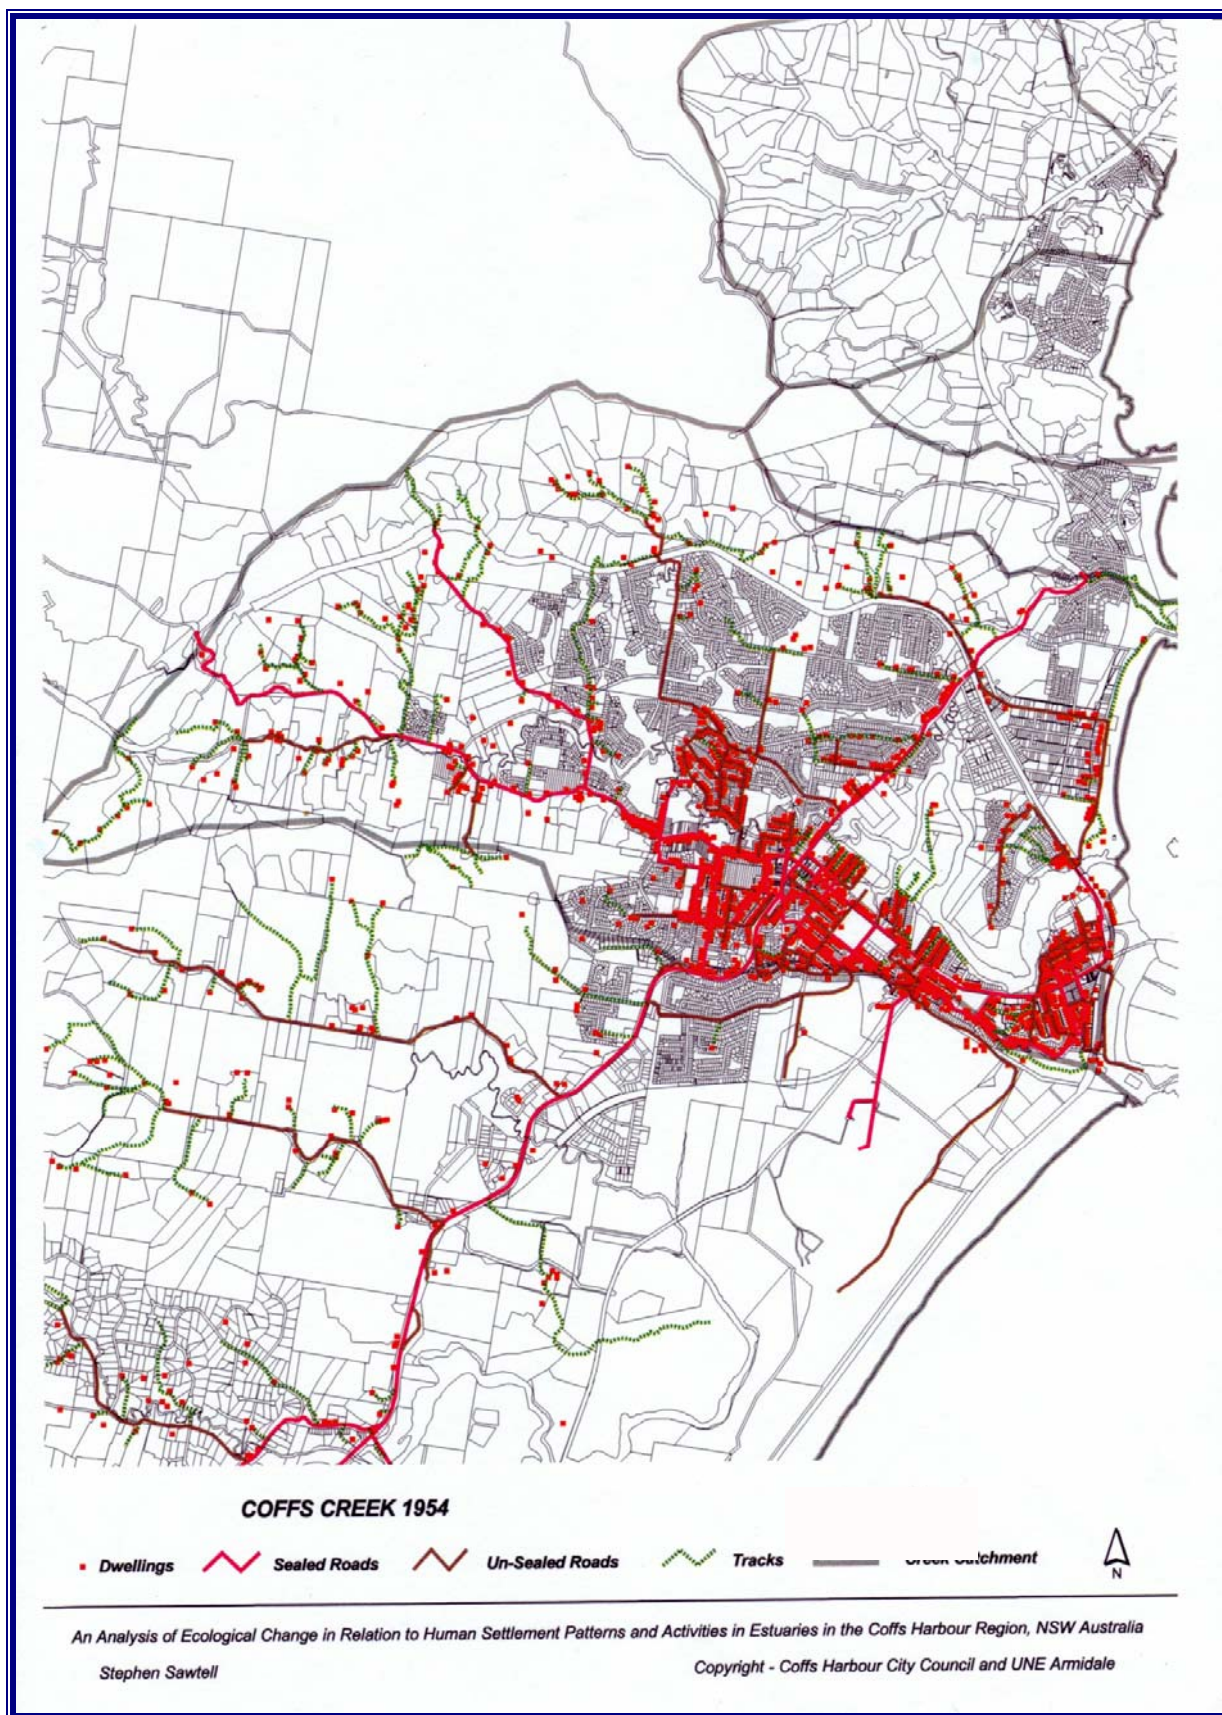 COFFS CREEK 1954
Dwellings Sealed Roads Un-Sealed Roads Tracks
N
An Analysis of Ecological Change in Relation to Human Settlement Patterns and Activities in Estuaries in the Coffs Harbour Region, NSW Australia
Stephen Sawtell Copyright - Coffs Harbour City Council and UNE Armidale